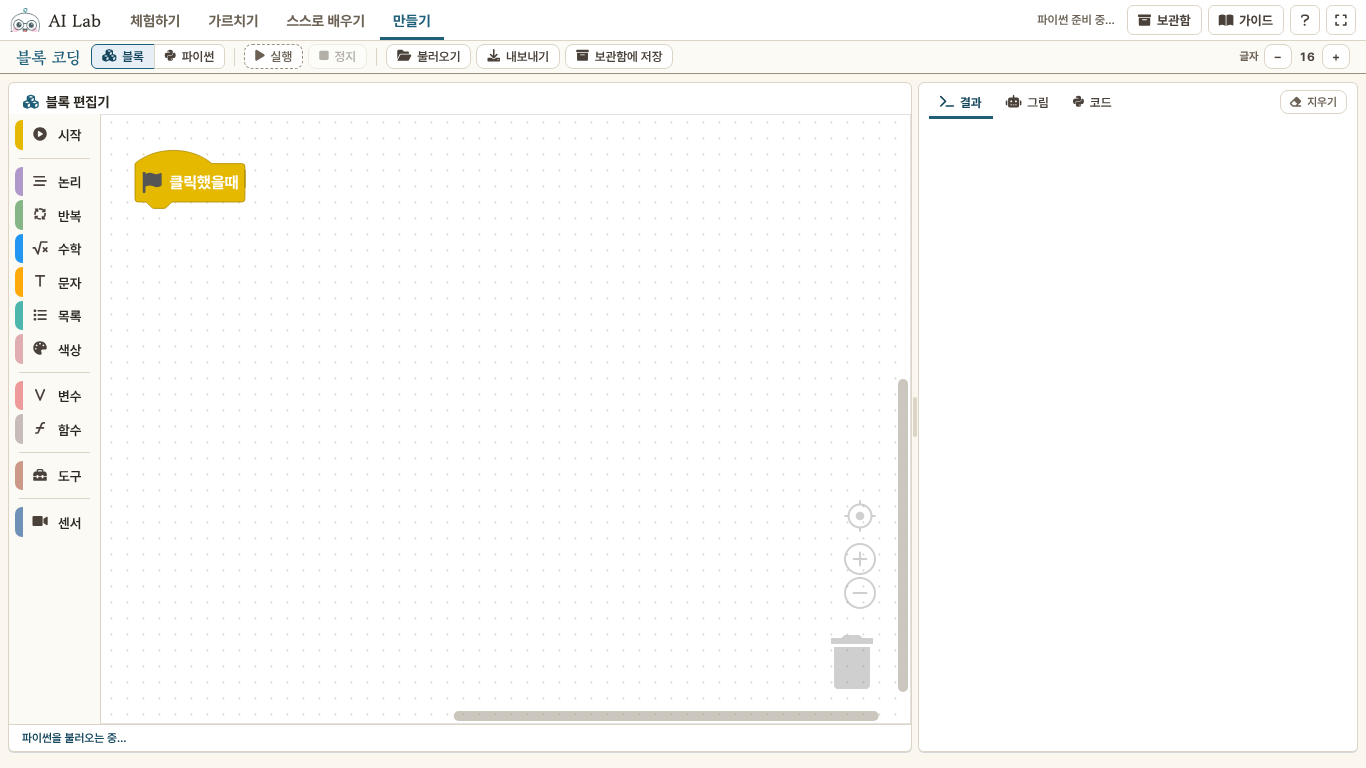 AI Lab 체험하기 가르치기 스스로 배우기 만들기 파이썬 준비 중... 보관함 가이드 ?
블록 코딩 블록 파이썬 실행 정지 불러오기 내보내기 보관함에 저장 글자 − 16 +
블록 편집기
결과 그림 코드 지우기
시작
논리
반복
수학
문자
목록
색상
변수
함수
도구
센서
클릭했을때
파이썬을 불러오는 중...